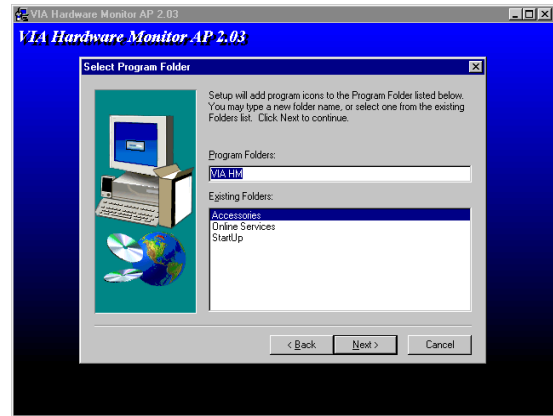 VIA Hardware Monitor AP 2.03
VIA Hardware Monitor AP 2.03
Select Program Folder
Setup will add program icons to the Program Folder listed below.
You may type a new folder name, or select one from the existing
Folders list. Click Next to continue.
Program Folders:
VIA HM
Existing Folders:
Accessories
Online Services
StartUp
< Back
Next >
Cancel